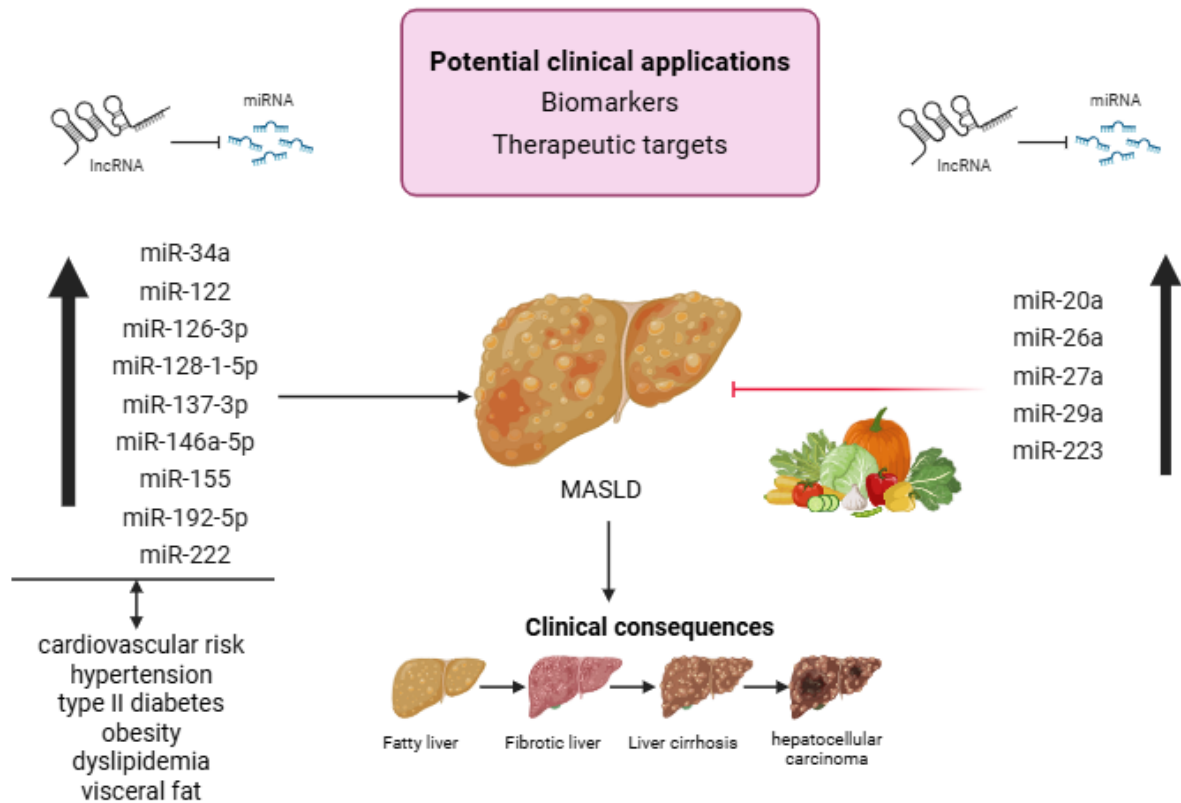 Potential clinical applications
Biomarkers
Therapeutic targets
miRNA
lncRNA
miRNA
lncRNA
miR-34a
miR-122
miR-126-3p
miR-128-1-5p
miR-137-3p
miR-146a-5p
miR-155
miR-192-5p
miR-222
cardiovascular risk
hypertension
type II diabetes
obesity
dyslipidemia
visceral fat
MASLD
miR-20a
miR-26a
miR-27a
miR-29a
miR-223
Clinical consequences
Fatty liver
Fibrotic liver
Liver cirrhosis
hepatocellular
carcinoma